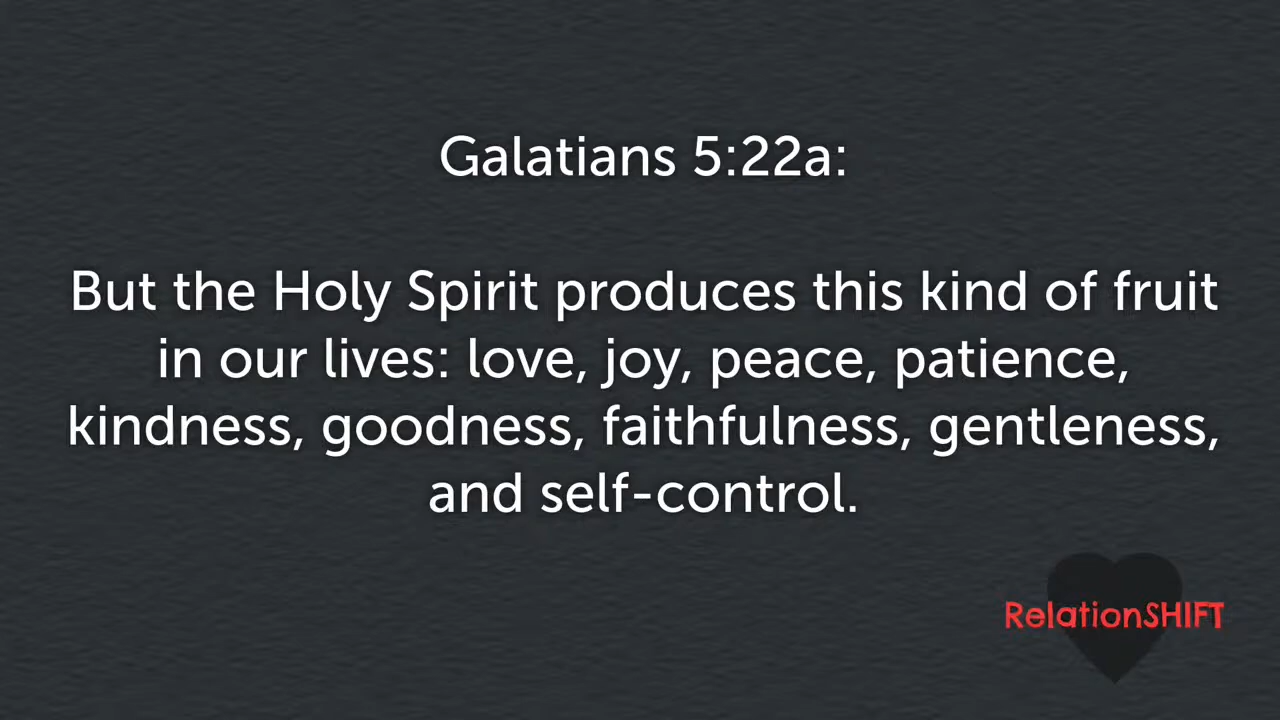 Galatians 5:22a:
But the Holy Spirit produces this kind of fruit
in our lives: love, joy, peace, patience,
kindness, goodness, faithfulness, gentleness,
and self-control.
RelationSHIFT